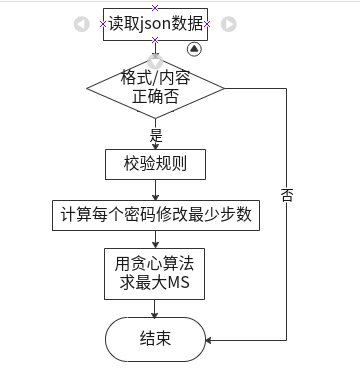 读取json数据
格式/内容
正确否
是
校验规则
否
计算每个密码修改最少步数
用贪心算法
求最大MS
结束